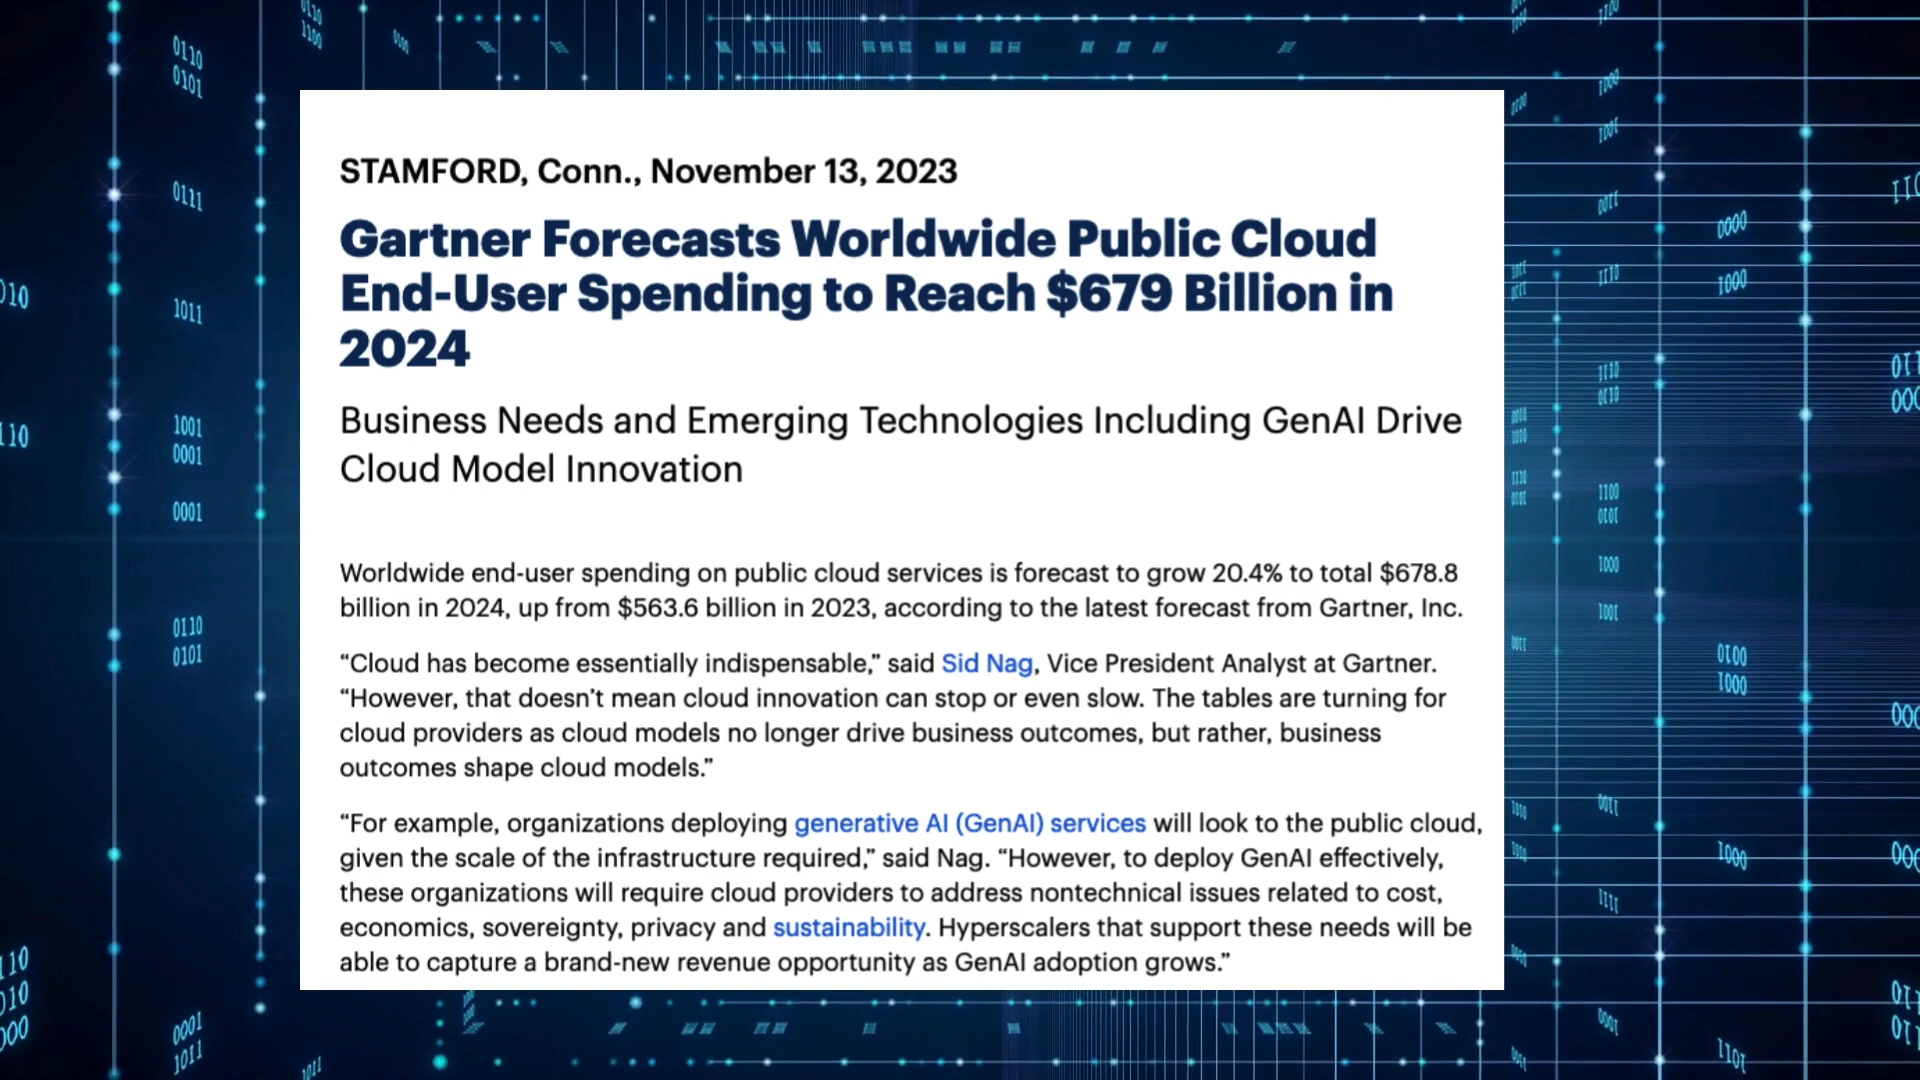 STAMFORD, Conn., November 13, 2023
Gartner Forecasts Worldwide Public Cloud
End-User Spending to Reach $679 Billion in
2024
Business Needs and Emerging Technologies Including GenAI Drive
Cloud Model Innovation
Worldwide end-user spending on public cloud services is forecast to grow 20.4% to total $678.8
billion in 2024, up from $563.6 billion in 2023, according to the latest forecast from Gartner, Inc.
“Cloud has become essentially indispensable,” said Sid Nag, Vice President Analyst at Gartner.
“However, that doesn’t mean cloud innovation can stop or even slow. The tables are turning for
cloud providers as cloud models no longer drive business outcomes, but rather, business
outcomes shape cloud models.”
“For example, organizations deploying generative AI (GenAI) services will look to the public cloud,
given the scale of the infrastructure required,” said Nag. “However, to deploy GenAI effectively,
these organizations will require cloud providers to address nontechnical issues related to cost,
economics, sovereignty, privacy and sustainability. Hyperscalers that support these needs will be
able to capture a brand-new revenue opportunity as GenAI adoption grows.”